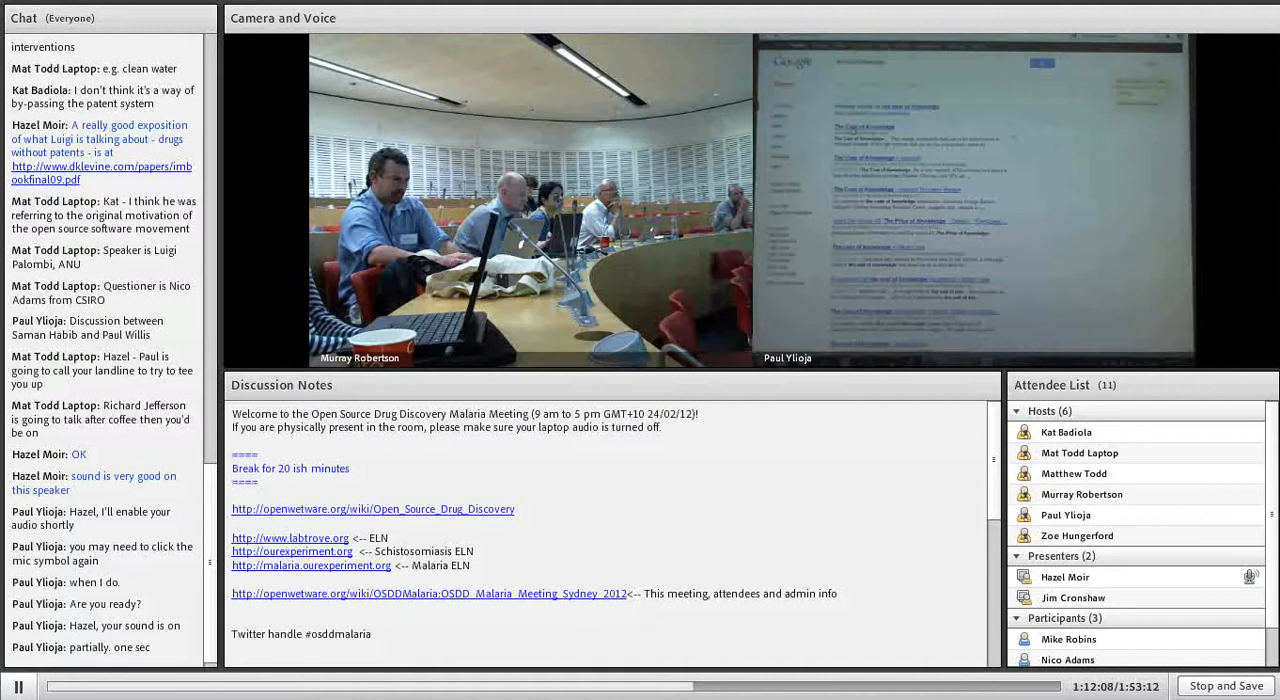 Chat (Everyone)
interventions
Mat Todd Laptop: e.g. clean water
Kat Badiola: I don't think it's a way of
by-passing the patent system
Hazel Moir: A really good exposition
of what Luigi is talking about - drugs
without patents - is at
http://www.dklevine.com/papers/imb
ookfinal09.pdf
Mat Todd Laptop: Kat - I think he was
referring to the original motivation of
the open source software movement
Mat Todd Laptop: Speaker is Luigi
Palombi, ANU
Mat Todd Laptop: Questioner is Nico
Adams from CSIRO
Paul Ylioja: Discussion between
Saman Habib and Paul Willis
Mat Todd Laptop: Hazel - Paul is
going to call your landline to try to tee
you up
Mat Todd Laptop: Richard Jefferson
is going to talk after coffee then you'd
be on
Hazel Moir: OK
Hazel Moir: sound is very good on
this speaker
Paul Ylioja: Hazel, I'll enable your
audio shortly
Paul Ylioja: you may need to click the
mic symbol again
Paul Ylioja: when I do.
Paul Ylioja: Are you ready?
Paul Ylioja: Hazel, your sound is on
Paul Ylioja: partially. one sec
Camera and Voice
Google
The Cost of Knowledge
Murray Robertson
Paul Ylioja
Discussion Notes
Welcome to the Open Source Drug Discovery Malaria Meeting (9 am to 5 pm GMT+10 24/02/12)!
If you are physically present in the room, please make sure your laptop audio is turned off.
====
Break for 20 ish minutes
====
http://openwetware.org/wiki/Open_Source_Drug_Discovery
http://www.labtrove.org <-- ELN
http://ourexperiment.org <-- Schistosomiasis ELN
http://malaria.ourexperiment.org <-- Malaria ELN
http://openwetware.org/wiki/OSDDMalaria:OSDD_Malaria_Meeting_Sydney_2012<-- This meeting, attendees and admin info
Twitter handle #osddmalaria
Attendee List (11)
Hosts (6)
Kat Badiola
Mat Todd Laptop
Matthew Todd
Murray Robertson
Paul Ylioja
Zoe Hungerford
Presenters (2)
Hazel Moir
Jim Cronshaw
Participants (3)
Mike Robins
Nico Adams
1:12:08/1:53:12
Stop and Save